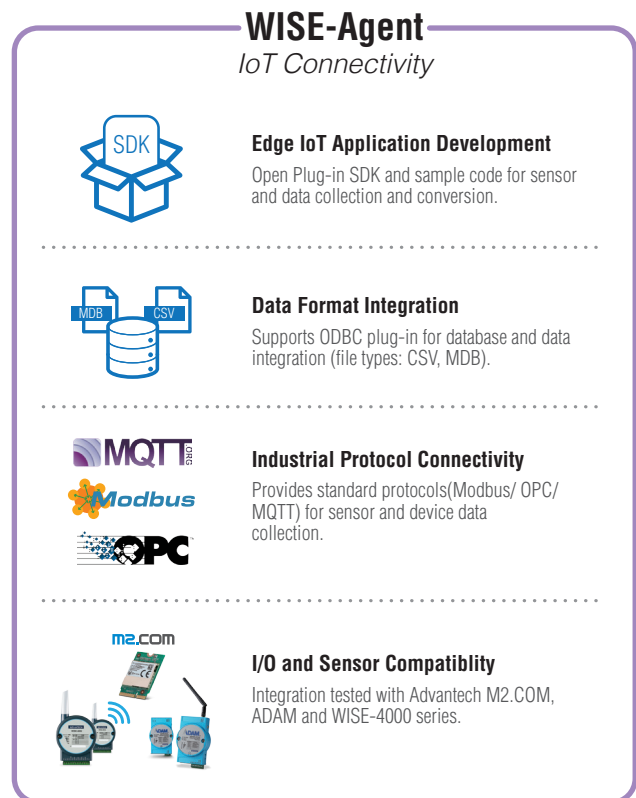 WISE-Agent
IoT Connectivity
SDK
Edge IoT Application Development
Open Plug-in SDK and sample code for sensor
and data collection and conversion.
MDB
CSV
Data Format Integration
Supports ODBC plug-in for database and data
integration (file types: CSV, MDB).
MQTT.ORG
Modbus
OPC
Industrial Protocol Connectivity
Provides standard protocols(Modbus/ OPC/
MQTT) for sensor and device data
collection.
m2.com
ADAM
I/O and Sensor Compatiblity
Integration tested with Advantech M2.COM,
ADAM and WISE-4000 series.